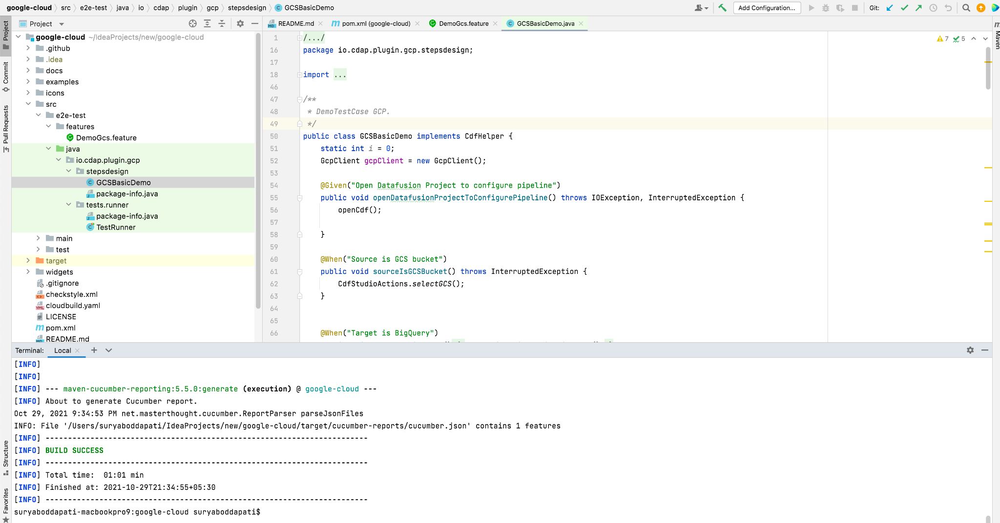 google-cloud src e2e-test java io cdap plugin gcp stepsdesign GCSBasicDemo Add Configuration... Git:
Project
README.md pom.xml (google-cloud) DemoGcs.feature GCSBasicDemo.java
Project
Commit
Pull Requests
Structure
Favorites
Maven
google-cloud ~/IdeaProjects/new/google-cloud
.github
.idea
docs
examples
icons
src
e2e-test
features
DemoGcs.feature
java
io.cdap.plugin.gcp
stepsdesign
GCSBasicDemo
package-info.java
tests.runner
package-info.java
TestRunner
main
test
target
widgets
.gitignore
checkstyle.xml
cloudbuild.yaml
LICENSE
pom.xml
README.md
7 5
1 /.../
16 package io.cdap.plugin.gcp.stepsdesign;
17
18 import ...
46
47 /**
48 * DemoTestCase GCP.
49 */
50 public class GCSBasicDemo implements CdfHelper {
51 static int i = 0;
52 GcpClient gcpClient = new GcpClient();
53
54 @Given("Open Datafusion Project to configure pipeline")
55 public void openDatafusionProjectToConfigurePipeline() throws IOException, InterruptedException {
56 openCdf();
57
58 }
59
60 @When("Source is GCS bucket")
61 public void sourceIsGCSBucket() throws InterruptedException {
62 CdfStudioActions.selectGCS();
63 }
64
65
66 @When("Target is BigQuery")
Terminal: Local
[INFO]
[INFO]
[INFO] --- maven-cucumber-reporting:5.5.0:generate (execution) @ google-cloud ---
[INFO] About to generate Cucumber report.
Oct 29, 2021 9:34:53 PM net.masterthought.cucumber.ReportParser parseJsonFiles
INFO: File '/Users/suryaboddapati/IdeaProjects/new/google-cloud/target/cucumber-reports/cucumber.json' contains 1 features
[INFO] ------------------------------------------------------------------------
[INFO] BUILD SUCCESS
[INFO] ------------------------------------------------------------------------
[INFO] Total time:  01:01 min
[INFO] Finished at: 2021-10-29T21:34:55+05:30
[INFO] ------------------------------------------------------------------------
suryaboddapati-macbookpro9:google-cloud suryaboddapati$